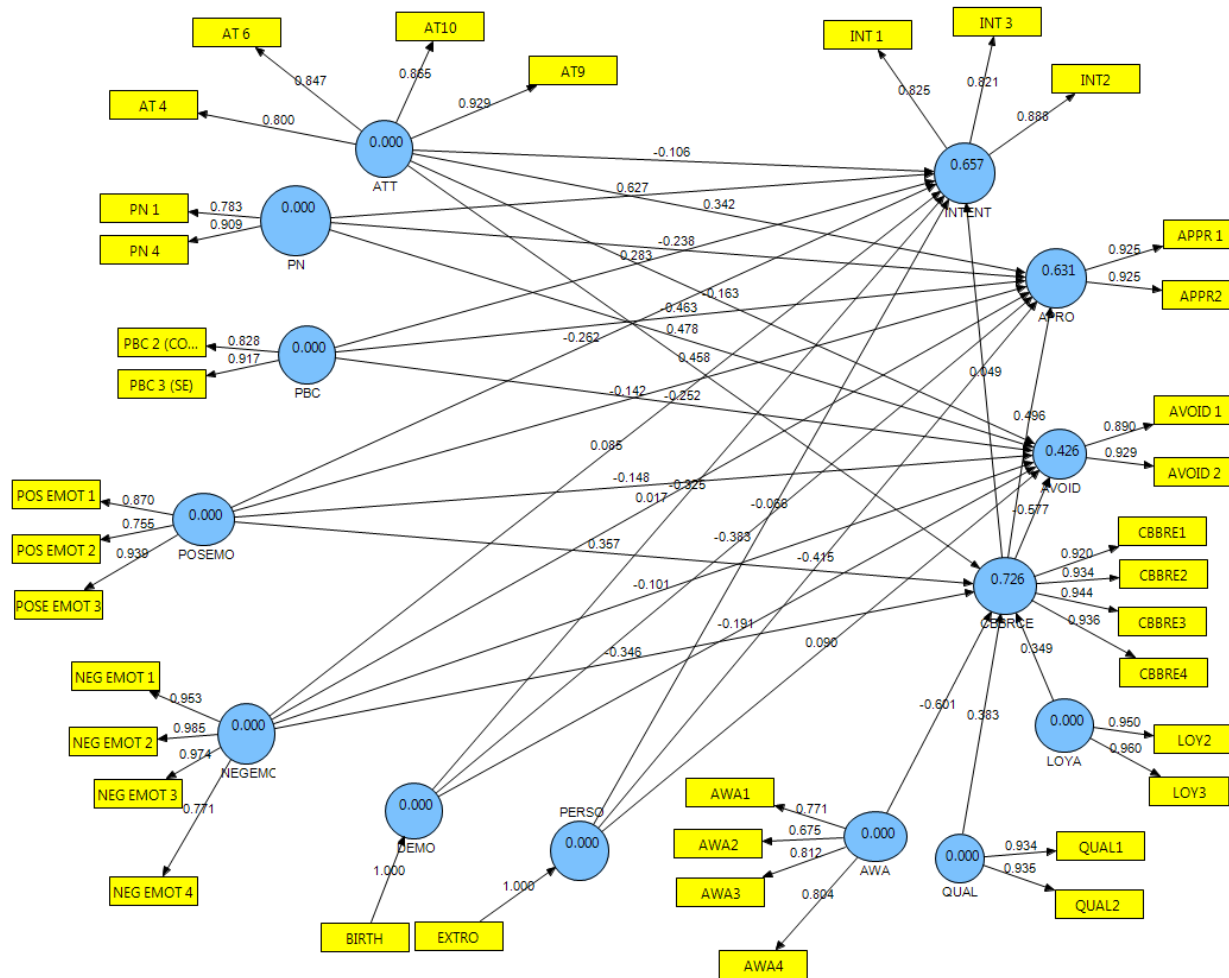 AT 6
AT10
INT 1
INT 3
AT9
INT2
AT 4
0.847
0.855
0.929
0.800
0.825
0.821
0.888
0.000
ATT
-0.106
0.657
INTENT
PN 1
PN 4
0.783
0.909
0.000
PN
0.627
0.342
-0.238
0.283
-0.163
0.631
APRO
0.925
0.925
APPR 1
APPR2
PBC 2 (CO...
PBC 3 (SE)
0.828
0.917
0.000
PBC
-0.463
0.478
-0.262
0.458
0.049
-0.142
-0.252
0.496
0.085
0.426
AVOID
0.890
0.929
AVOID 1
AVOID 2
POS EMOT 1
POS EMOT 2
POSE EMOT 3
0.870
0.755
0.939
0.000
POSEMO
-0.148
-0.325
0.017
-0.577
0.357
-0.383
-0.415
-0.101
0.726
CBBRCE
0.920
0.934
0.944
0.936
CBBRE1
CBBRE2
CBBRE3
CBBRE4
-0.191
-0.346
0.090
0.349
NEG EMOT 1
NEG EMOT 2
NEG EMOT 3
NEG EMOT 4
0.953
0.985
0.974
0.771
0.000
NEGEMO
-0.601
0.383
0.000
LOYA
0.950
0.960
LOY2
LOY3
0.000
DEMO
1.000
BIRTH
PERSO
0.000
1.000
EXTRO
AWA1
AWA2
AWA3
AWA4
0.771
0.675
0.812
0.804
0.000
AWA
0.000
QUAL
0.934
0.935
QUAL1
QUAL2